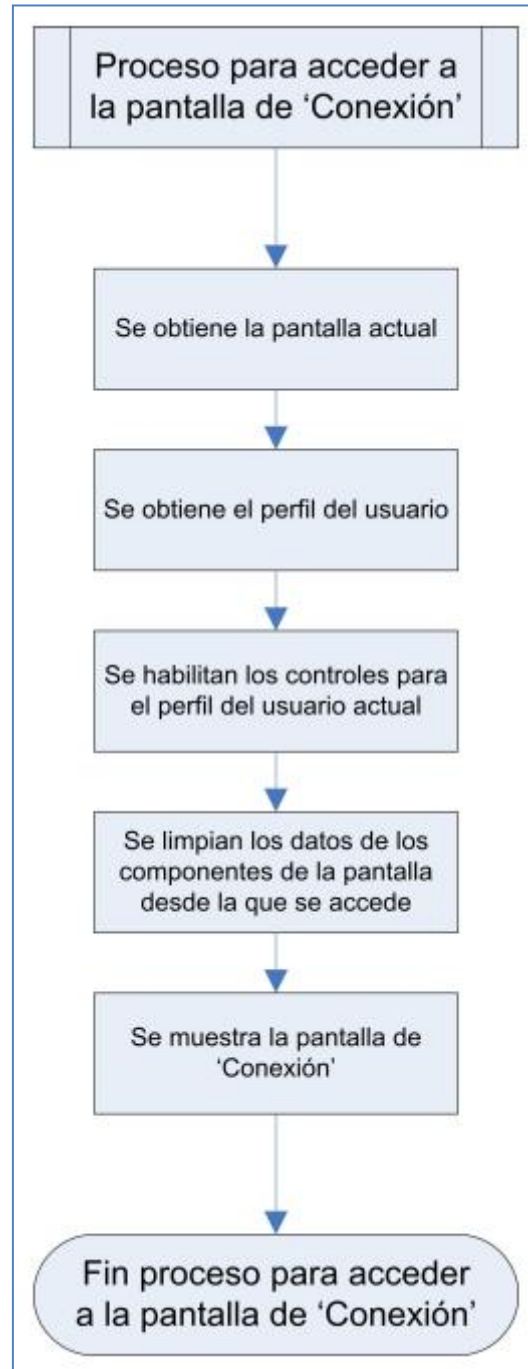 Proceso para acceder a
la pantalla de ‘Conexión’
Se obtiene la pantalla actual
Se obtiene el perfil del usuario
Se habilitan los controles para
el perfil del usuario actual
Se limpian los datos de los
componentes de la pantalla
desde la que se accede
Se muestra la pantalla de
‘Conexión’
Fin proceso para acceder
a la pantalla de ‘Conexión’